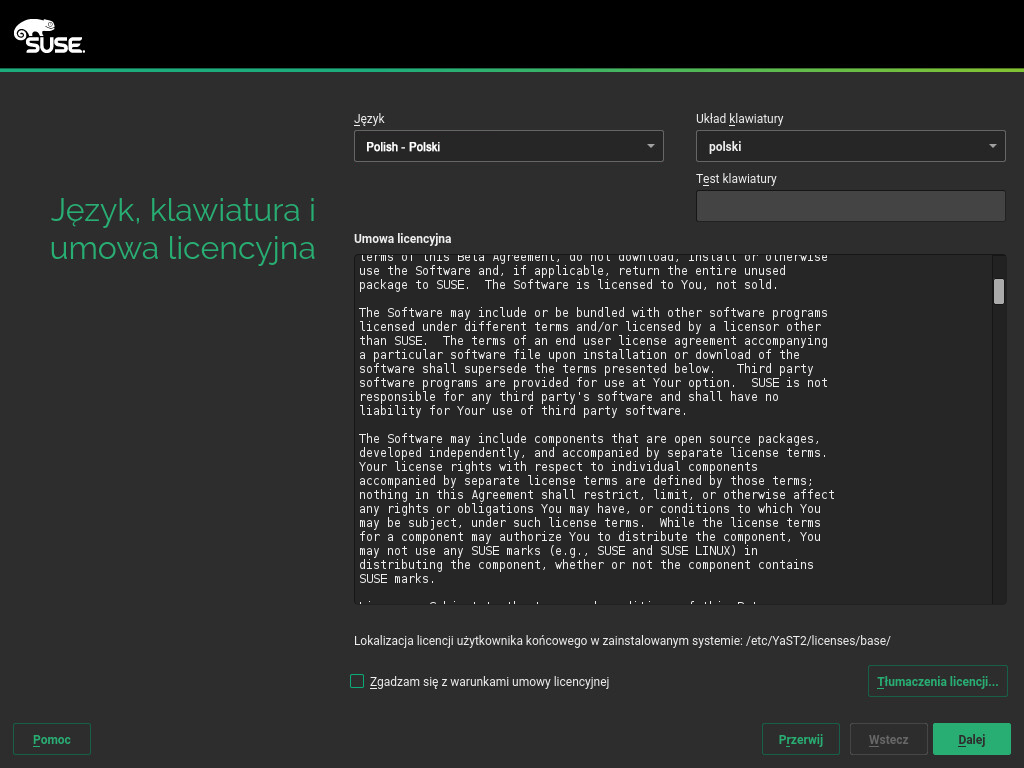 SUSE.
Język
Układ klawiatury
Polish - Polski
polski
Test klawiatury
Język, klawiatura i
umowa licencyjna
Umowa licencyjna
terms of this Beta Agreement, do not download, install or otherwise
use the Software and, if applicable, return the entire unused
package to SUSE.  The Software is licensed to You, not sold.
The Software may include or be bundled with other software programs
licensed under different terms and/or licensed by a licensor other
than SUSE.  The terms of an end user license agreement accompanying
a particular software file upon installation or download of the
software shall supersede the terms presented below.   Third party
software programs are provided for use at Your option.  SUSE is not
responsible for any third party's software and shall have no
liability for Your use of third party software.
The Software may include components that are open source packages,
developed independently, and accompanied by separate license terms.
Your license rights with respect to individual components
accompanied by separate license terms are defined by those terms;
nothing in this Agreement shall restrict, limit, or otherwise affect
any rights or obligations You may have, or conditions to which You
may be subject, under such license terms.  While the license terms
for a component may authorize You to distribute the component, You
may not use any SUSE marks (e.g., SUSE and SUSE LINUX) in
distributing the component, whether or not the component contains
SUSE marks.
Lokalizacja licencji użytkownika końcowego w zainstalowanym systemie: /etc/YaST2/licenses/base/
Zgadzam się z warunkami umowy licencyjnej
Tłumaczenia licencji...
Pomoc
Przerwij
Wstecz
Dalej